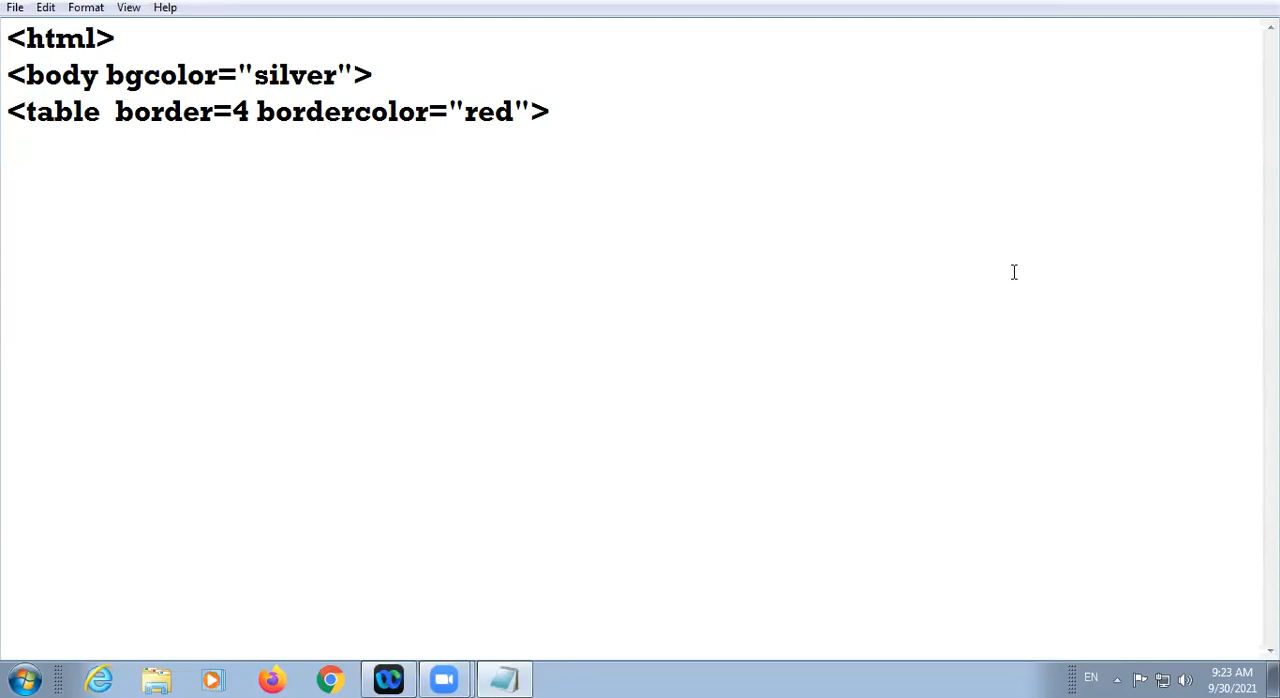 File Edit Format View Help
<html>
<body bgcolor="silver">
<table  border=4 bordercolor="red">
EN
9:23 AM
9/30/2021